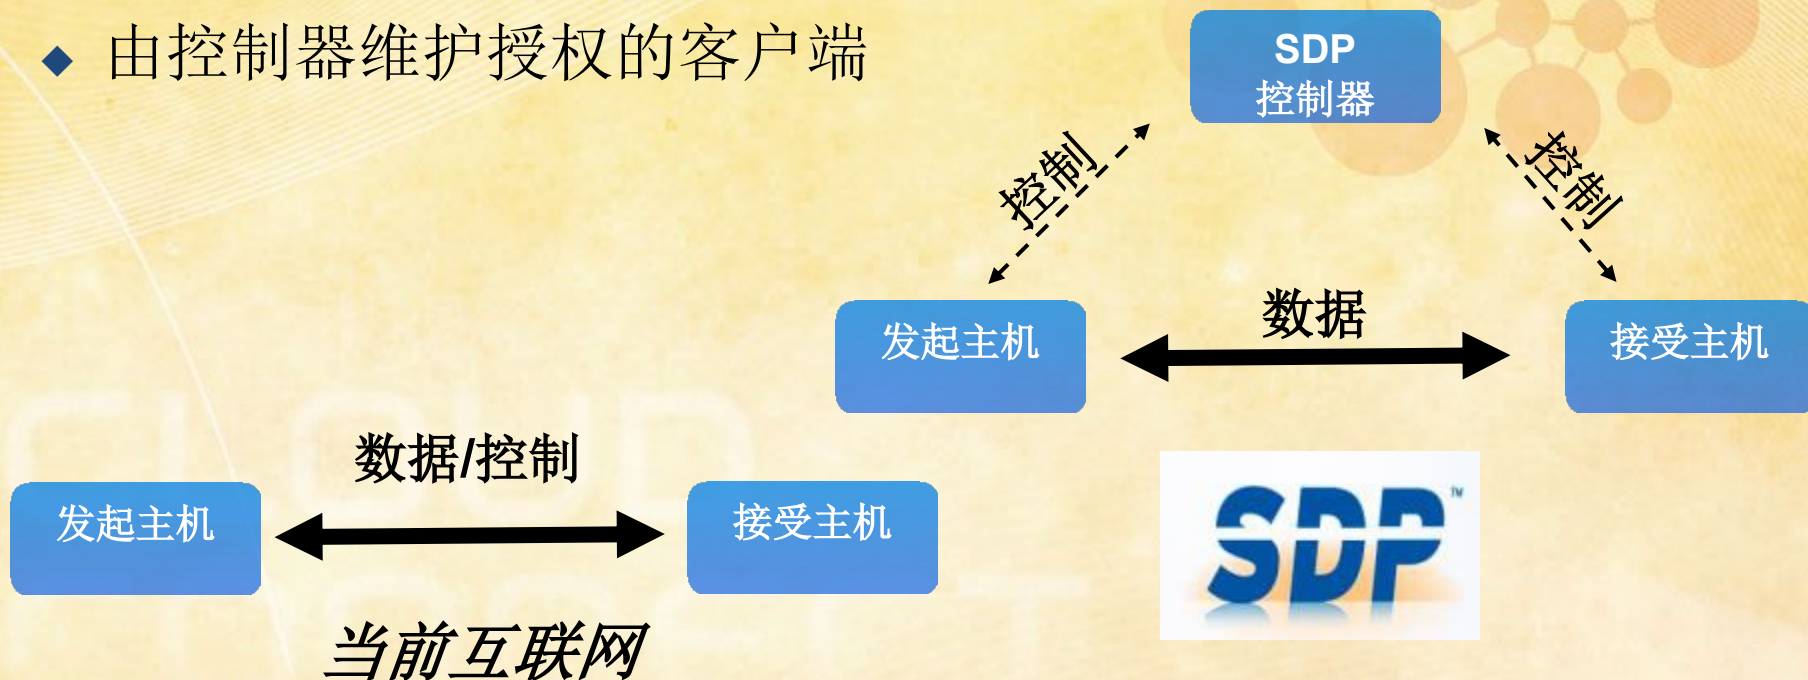 由控制器维护授权的客户端
SDP
控制器
控制
控制
数据
发起主机
接受主机
数据/控制
发起主机
接受主机
当前互联网
SDP™
CLOUD